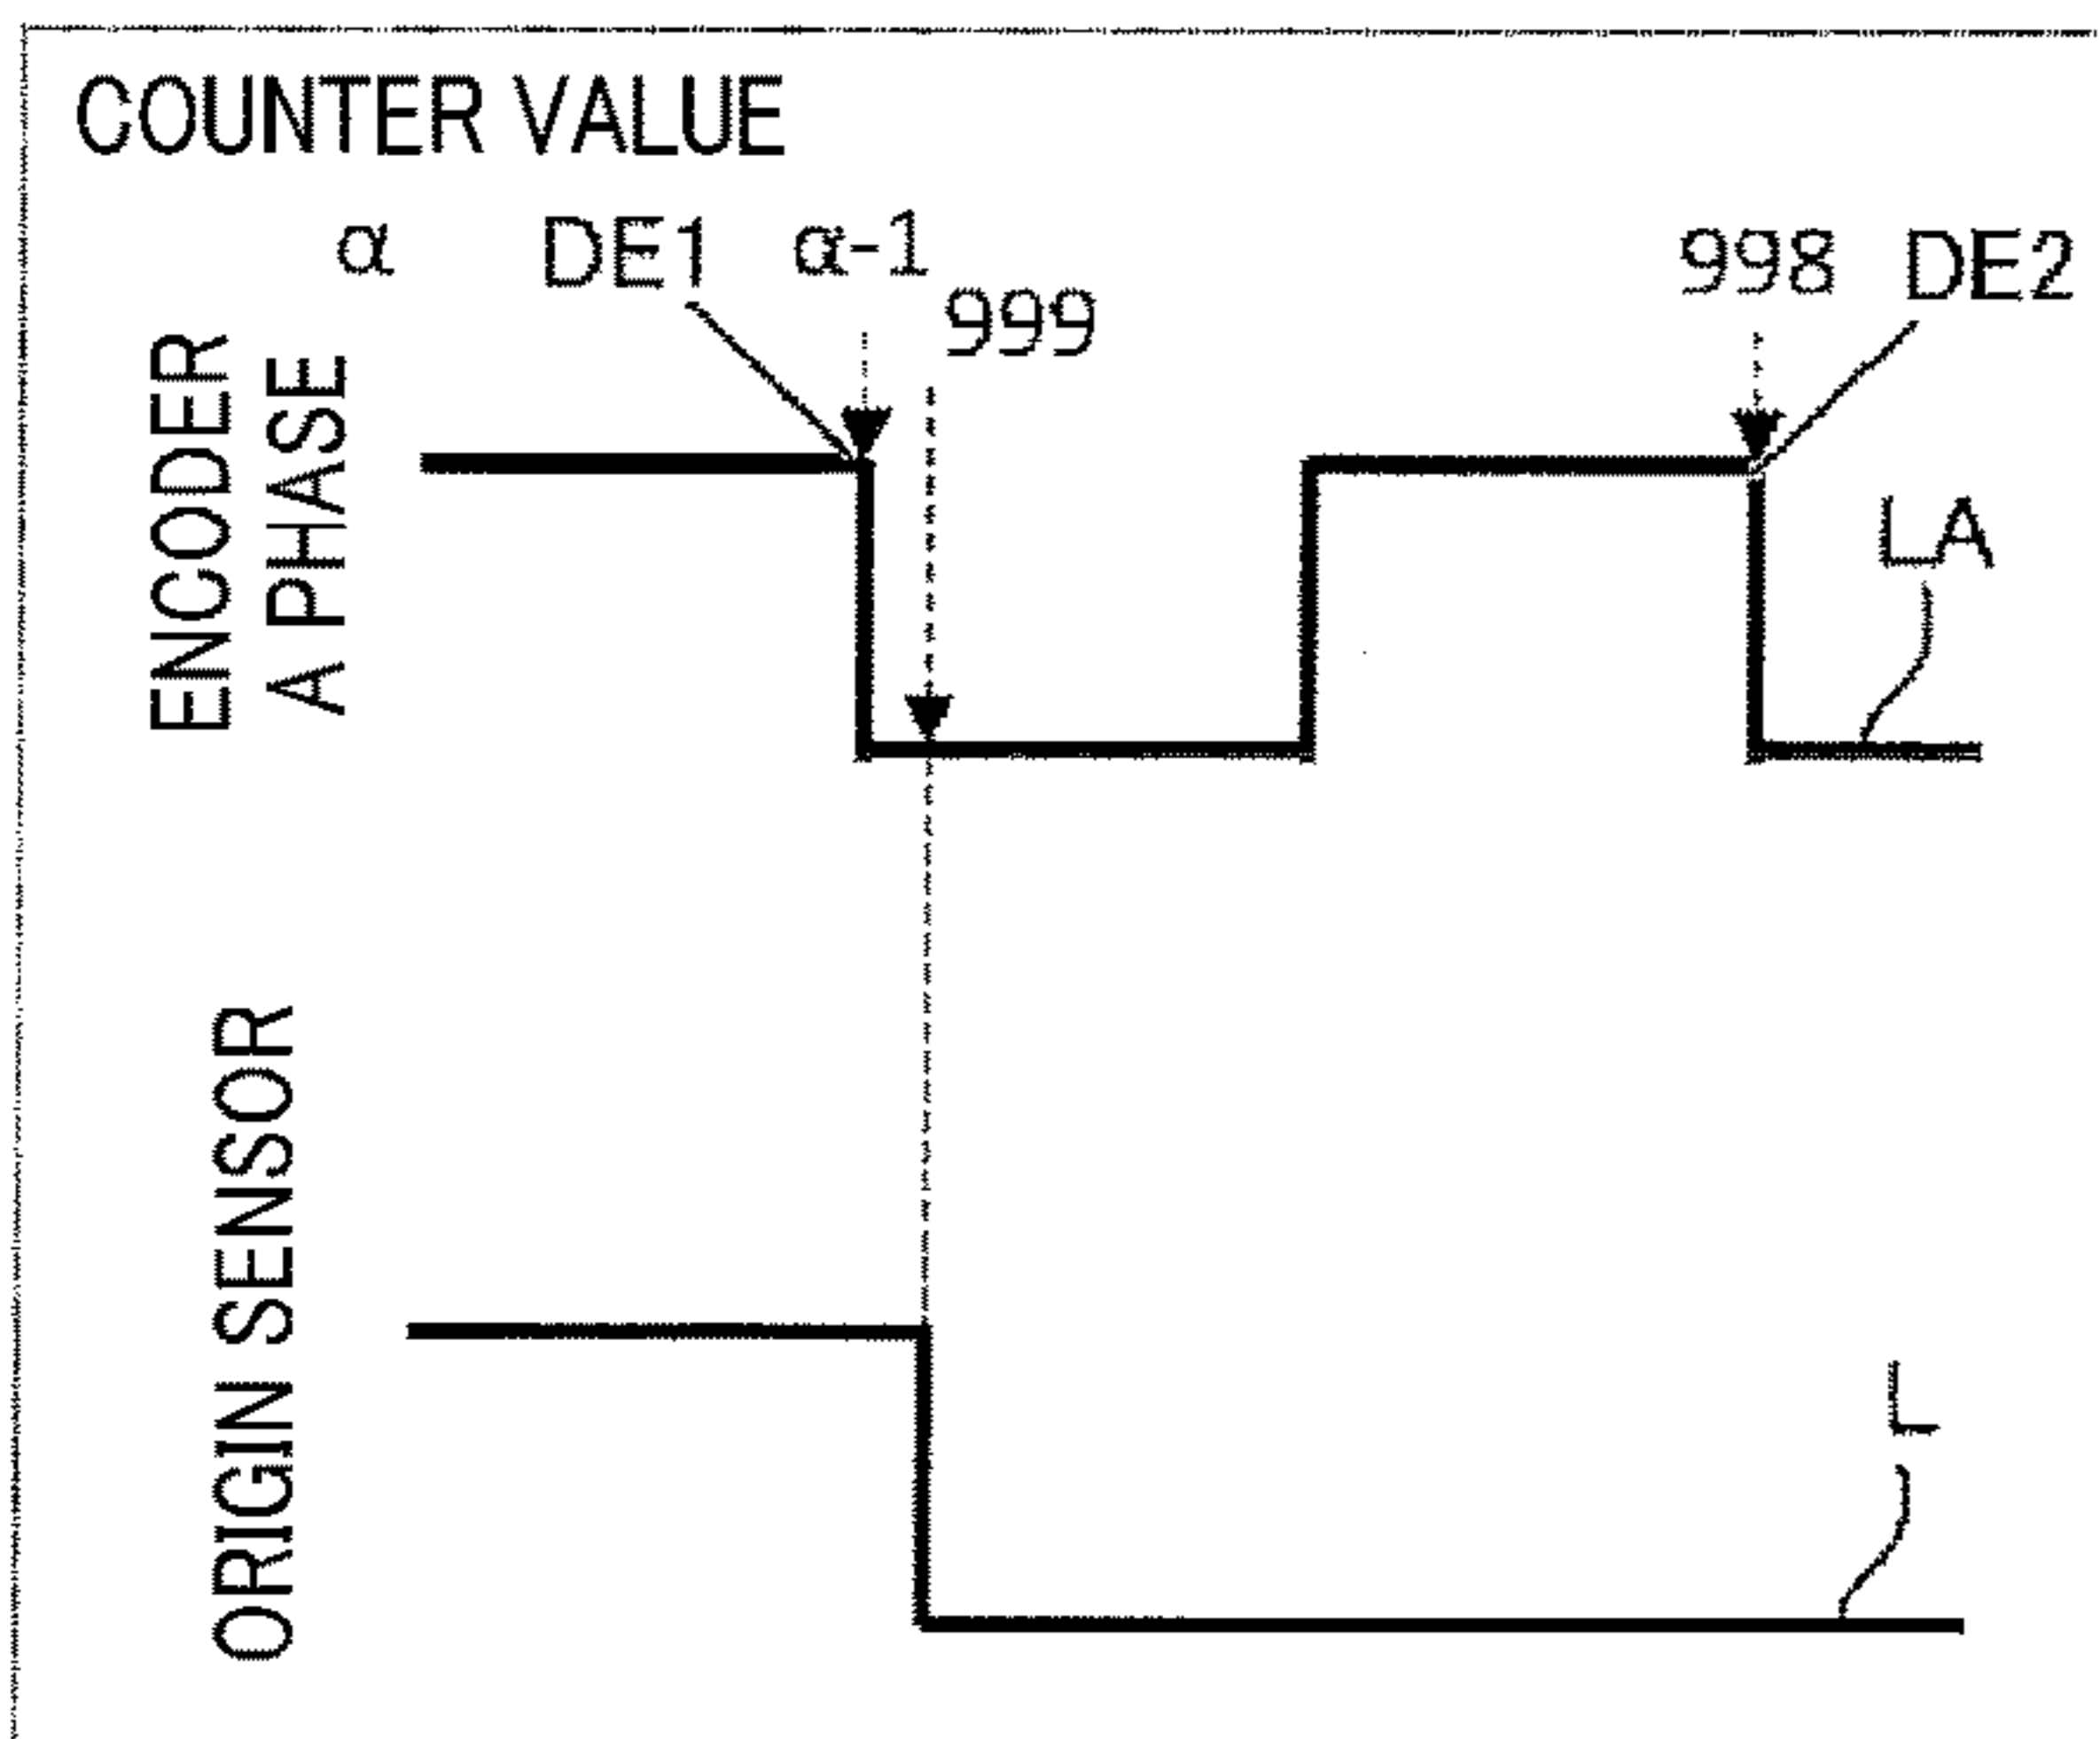 COUNTER VALUE
α DE1 α-1 999 998 DE2
ENCODER
A PHASE
LA
ORIGIN SENSOR
L